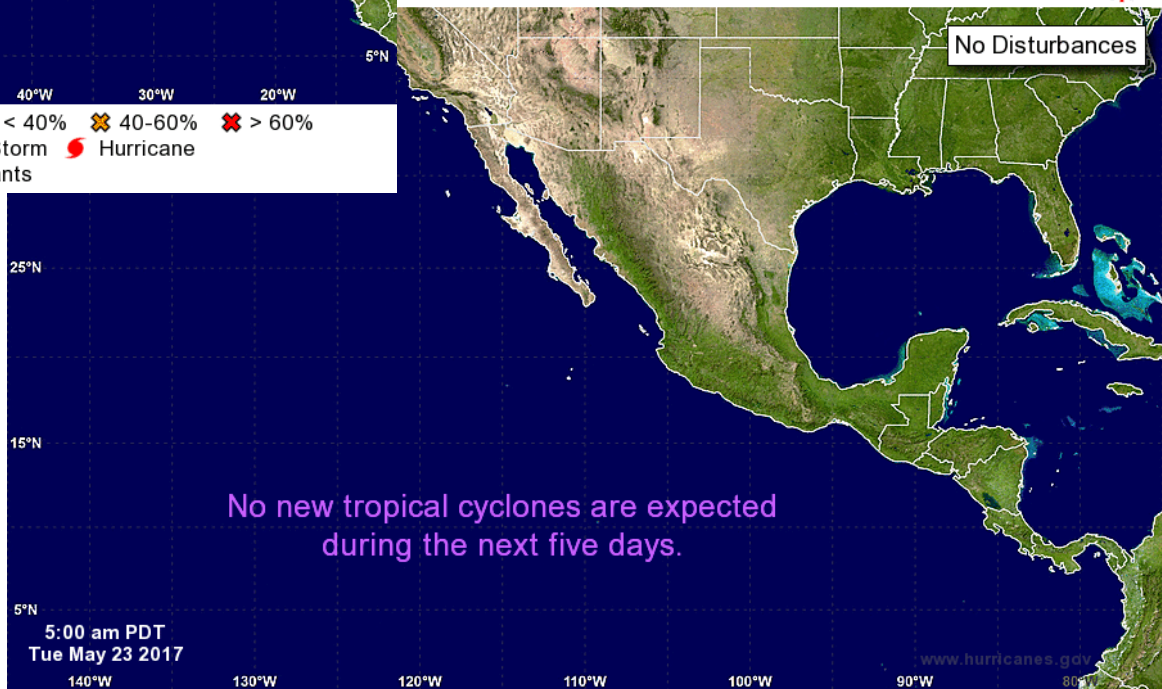 5°N
40°W 30°W 20°W
< 40% 40-60% > 60%
Hurricane
No Disturbances
25°N
15°N
No new tropical cyclones are expected
during the next five days.
5°N
5:00 am PDT
Tue May 23 2017
www.hurricanes.gov
140°W 130°W 120°W 110°W 100°W 90°W 80°W